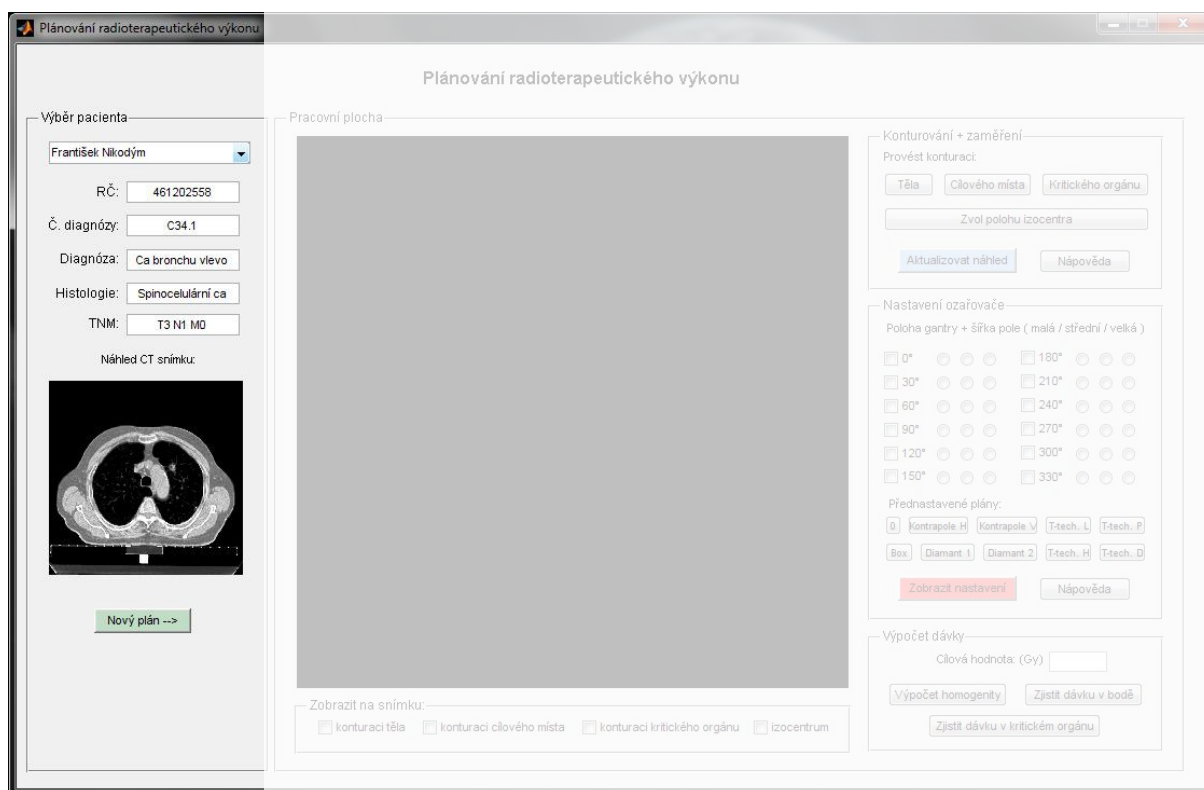 Plánování radioterapeutického výkonu
Plánování radioterapeutického výkonu
Výběr pacienta
František Nikodým
RČ: 461202558
Č. diagnózy: C34.1
Diagnóza: Ca bronchu vlevo
Histologie: Spinocelulární ca
TNM: T3 N1 M0
Náhled CT snímku:
Nový plán -->
Pracovní plocha
Zobrazit na snímku:
konturaci těla konturaci cílového místa konturaci kritického orgánu izocentrum
Konturování + zaměření
Provést konturaci:
Těla Cílového místa Kritického orgánu
Zvol polohu izocentra
Aktualizovat náhled Nápověda
Nastavení ozařovače
Poloha gantry + šířka pole ( malá / střední / velká )
0° 180°
30° 210°
60° 240°
90° 270°
120° 300°
150° 330°
Přednastavené plány:
0 Kontrapole H Kontrapole V T-tech. L T-tech. P
Box Diamant 1 Diamant 2 T-tech. H T-tech. D
Zobrazit nastavení Nápověda
Výpočet dávky
Cílová hodnota: (Gy)
Výpočet homogenity Zjistit dávku v bodě
Zjistit dávku v kritickém orgánu